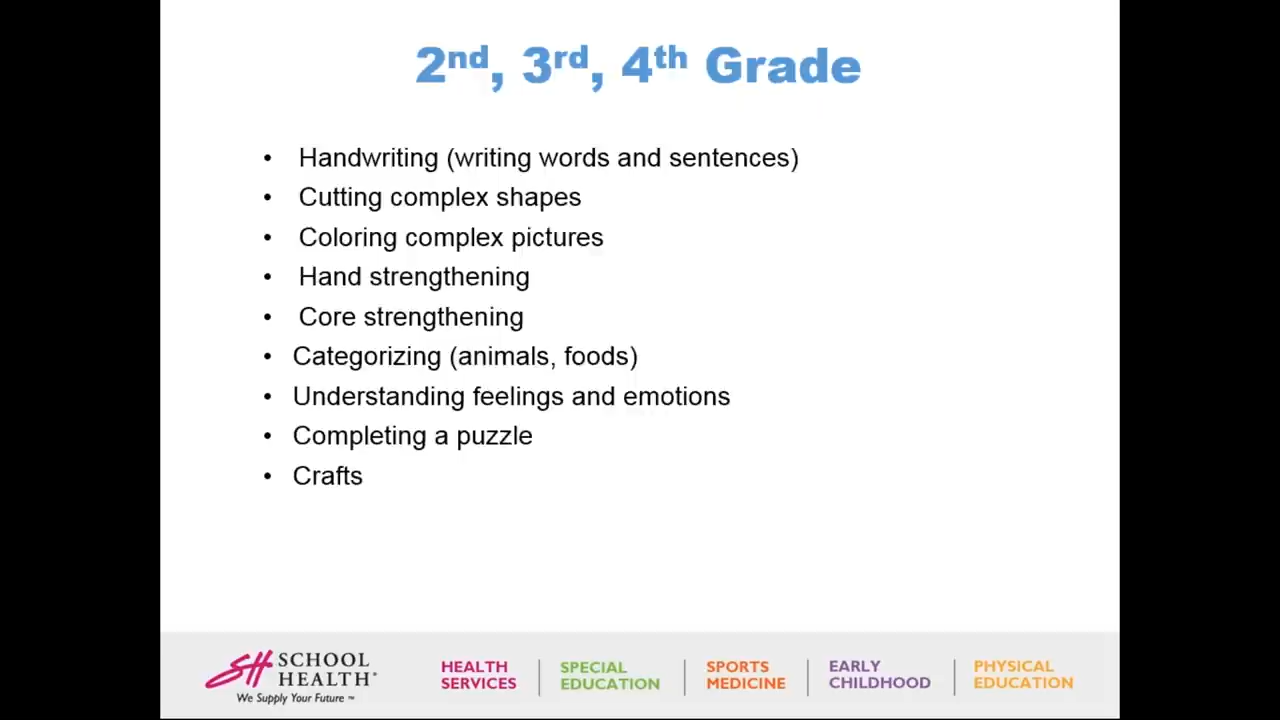 2nd, 3rd, 4th Grade
• Handwriting (writing words and sentences)
• Cutting complex shapes
• Coloring complex pictures
• Hand strengthening
• Core strengthening
• Categorizing (animals, foods)
• Understanding feelings and emotions
• Completing a puzzle
• Crafts
SH SCHOOL HEALTH®
We Supply Your Future ™
HEALTH SERVICES
SPECIAL EDUCATION
SPORTS MEDICINE
EARLY CHILDHOOD
PHYSICAL EDUCATION